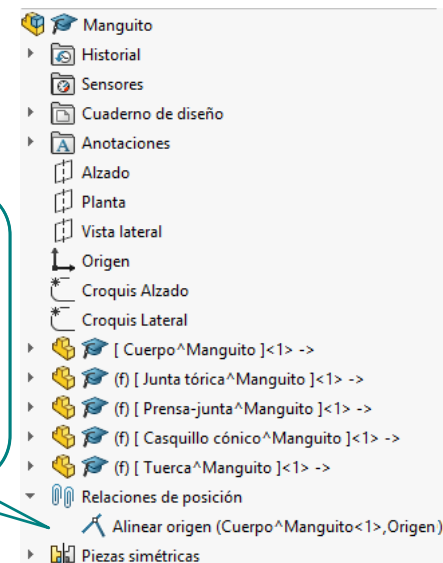 Manguito
Historial
Sensores
Cuaderno de diseño
Anotaciones
Alzado
Planta
Vista lateral
Origen
Croquis Alzado
Croquis Lateral
[ Cuerpo^Manguito ]<1> ->
(f) [ Junta tórica^Manguito ]<1> ->
(f) [ Prensa-junta^Manguito ]<1> ->
(f) [ Casquillo cónico^Manguito ]<1> ->
(f) [ Tuerca^Manguito ]<1> ->
Relaciones de posición
Alinear origen (Cuerpo^Manguito<1>,Origen)
Piezas simétricas